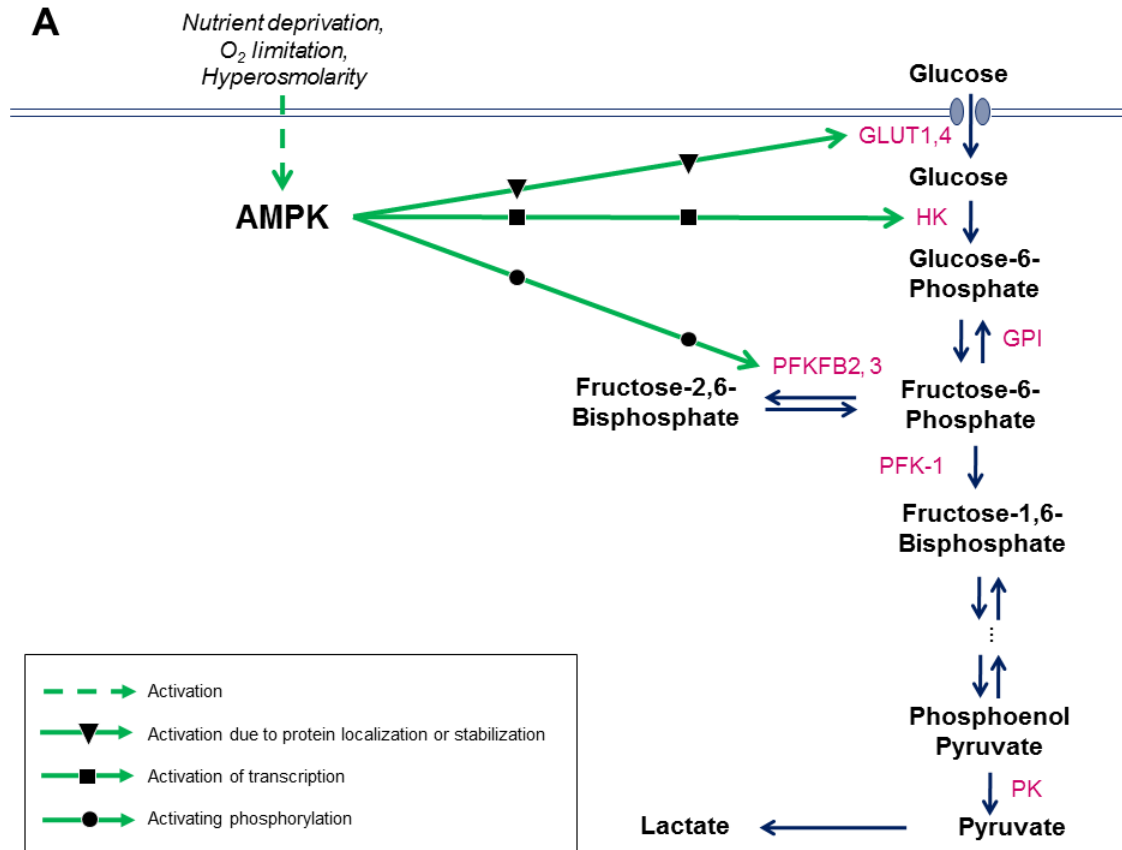 A
Nutrient deprivation,
O₂ limitation,
Hyperosmolarity
Glucose
GLUT1,4
Glucose
AMPK
HK
Glucose-6-
Phosphate
GPI
PFKFB2, 3
Fructose-2,6-
Bisphosphate
Fructose-6-
Phosphate
PFK-1
Fructose-1,6-
Bisphosphate
...
Phosphoenol
Pyruvate
PK
Lactate
Pyruvate
Activation
Activation due to protein localization or stabilization
Activation of transcription
Activating phosphorylation